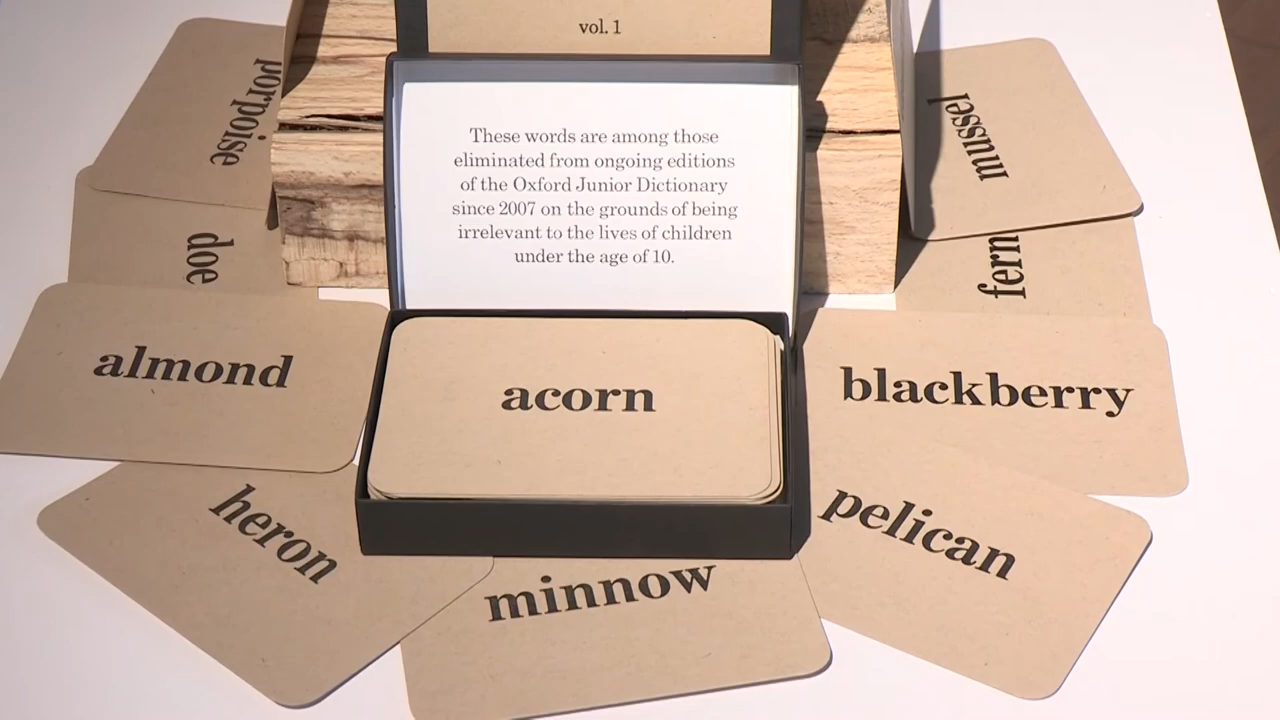 vol. 1
These words are among those
eliminated from ongoing editions
of the Oxford Junior Dictionary
since 2007 on the grounds of being
irrelevant to the lives of children
under the age of 10.
porpoise
mussel
doe
fern
almond
acorn
blackberry
heron
minnow
pelican